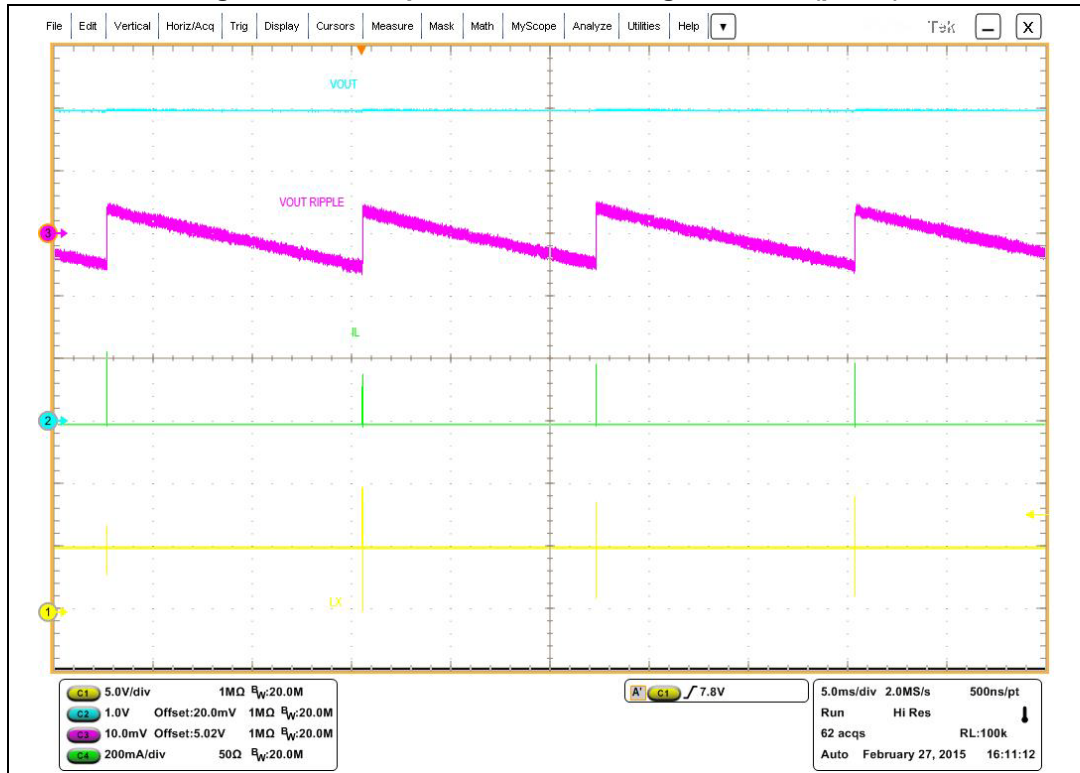 File Edit Vertical Horiz/Acq Trig Display Cursors Measure Mask Math MyScope Analyze Utilities Help Tek X
VOUT
VOUT RIPPLE
3
IL
2
LX
1
C1 5.0V/div 1MΩ BW:20.0M
C2 1.0V Offset:20.0mV 1MΩ BW:20.0M
C3 10.0mV Offset:5.02V 1MΩ BW:20.0M
C4 200mA/div 50Ω BW:20.0M
A' C1 7.8V
5.0ms/div 2.0MS/s 500ns/pt
Run Hi Res
62 acqs RL:100k
Auto February 27, 2015 16:11:12